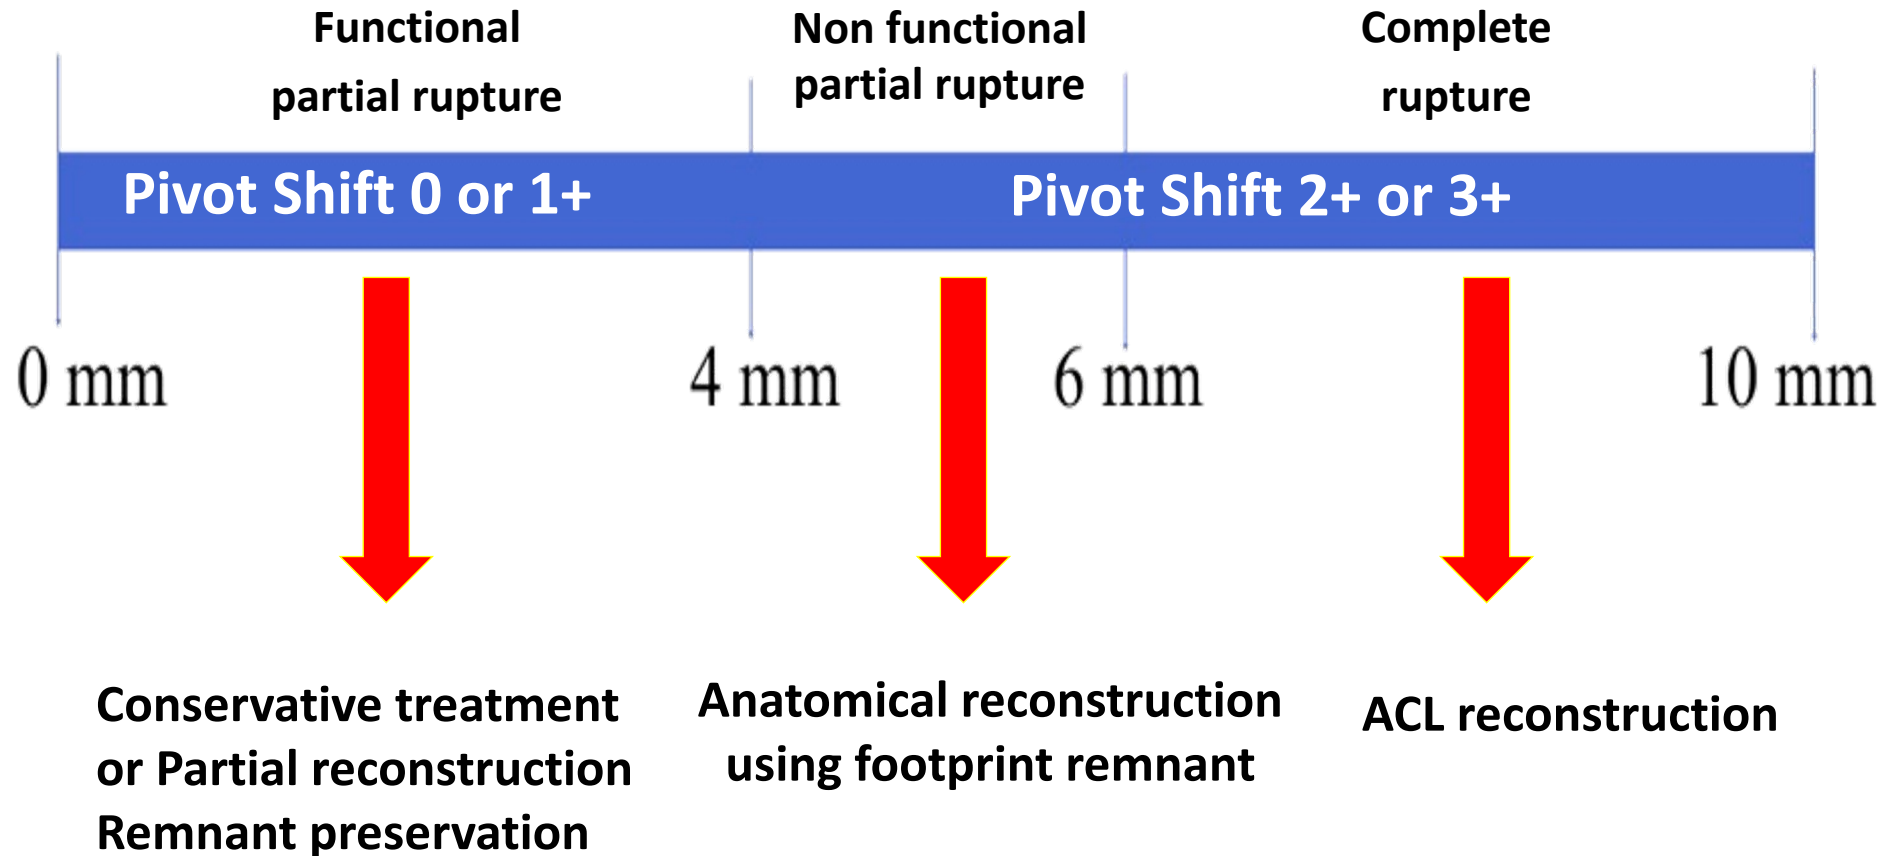 Functional
partial rupture
Non functional
partial rupture
Complete
rupture
Pivot Shift 0 or 1+
Pivot Shift 2+ or 3+
0 mm
4 mm
6 mm
10 mm
Conservative treatment
or Partial reconstruction
Remnant preservation
Anatomical reconstruction
using footprint remnant
ACL reconstruction